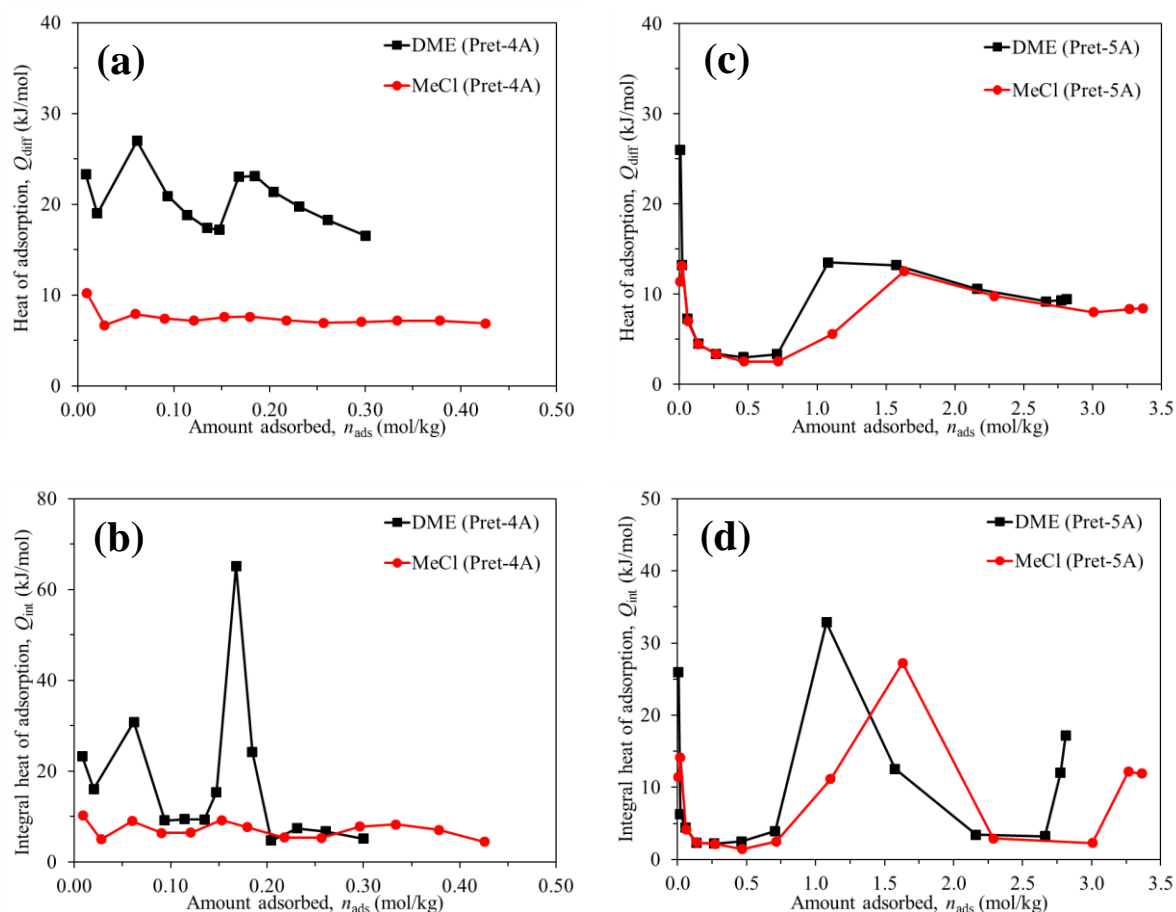 (a)
DME (Pret-4A)
MeCl (Pret-4A)
Heat of adsorption, Qdiff (kJ/mol)
40
30
20
10
0
0.00 0.10 0.20 0.30 0.40 0.50
Amount adsorbed, nads (mol/kg)
(c)
DME (Pret-5A)
MeCl (Pret-5A)
Heat of adsorption, Qdiff (kJ/mol)
40
30
20
10
0
0.0 0.5 1.0 1.5 2.0 2.5 3.0 3.5
Amount adsorbed, nads (mol/kg)
(b)
DME (Pret-4A)
MeCl (Pret-4A)
Integral heat of adsorption, Qint (kJ/mol)
80
60
40
20
0
0.00 0.10 0.20 0.30 0.40 0.50
Amount adsorbed, nads (mol/kg)
(d)
DME (Pret-5A)
MeCl (Pret-5A)
Integral heat of adsorption, Qint (kJ/mol)
50
40
30
20
10
0
0.0 0.5 1.0 1.5 2.0 2.5 3.0 3.5
Amount adsorbed, nads (mol/kg)